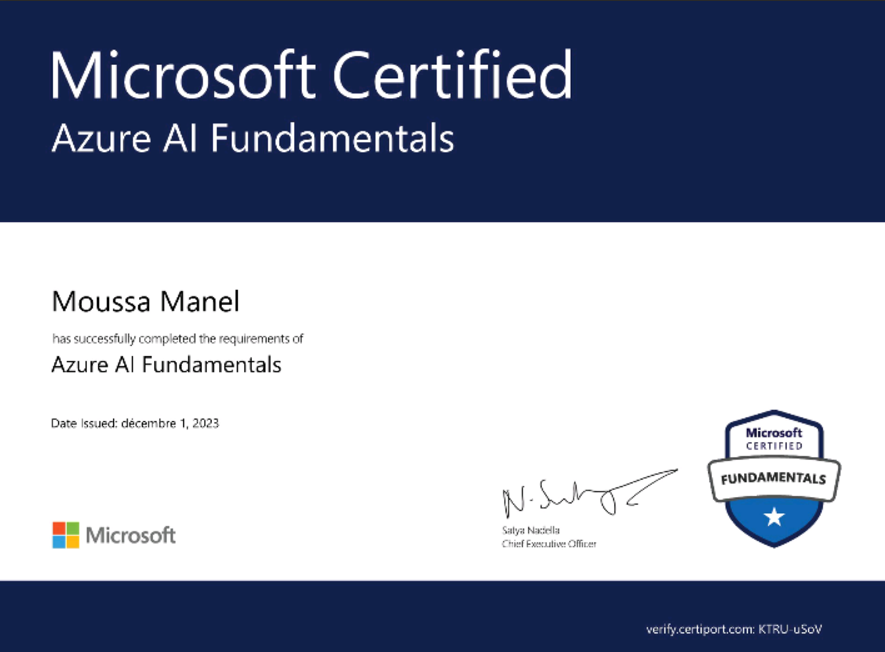 Microsoft Certified
Azure AI Fundamentals
Moussa Manel
has successfully completed the requirements of
Azure AI Fundamentals
Date Issued: décembre 1, 2023
Microsoft
CERTIFIED
FUNDAMENTALS
Satya Nadella
Chief Executive Officer
Microsoft
verify.certiport.com: KTRU-uSoV